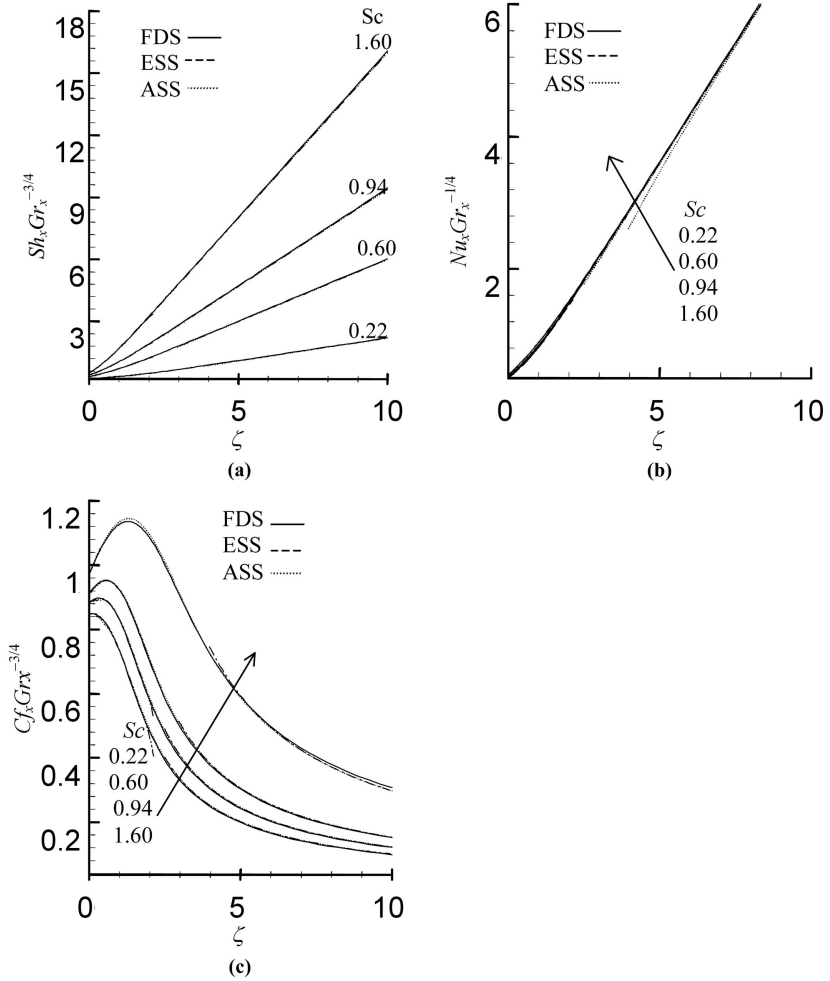 18
15
12
9
6
3
Sh_xGr_x^{-3/4}
FDS
ESS
ASS
Sc
1.60
0.94
0.60
0.22
0 5 10
ζ
(a)
6
4
2
Nu_xGr_x^{-1/4}
FDS
ESS
ASS
Sc
0.22
0.60
0.94
1.60
0 5 10
ζ
(b)
1.2
1
0.8
0.6
0.4
0.2
Cf_xGrx^{-3/4}
FDS
ESS
ASS
Sc
0.22
0.60
0.94
1.60
0 5 10
ζ
(c)